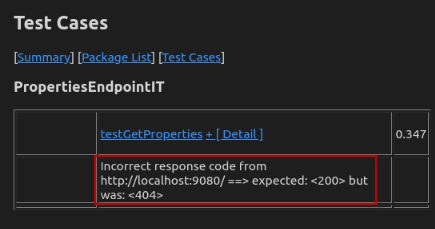 Test Cases
[Summary] [Package List] [Test Cases]
PropertiesEndpointIT
testGetProperties + [ Detail ] 0.347
Incorrect response code from
http://localhost:9080/ ==> expected: <200> but
was: <404>